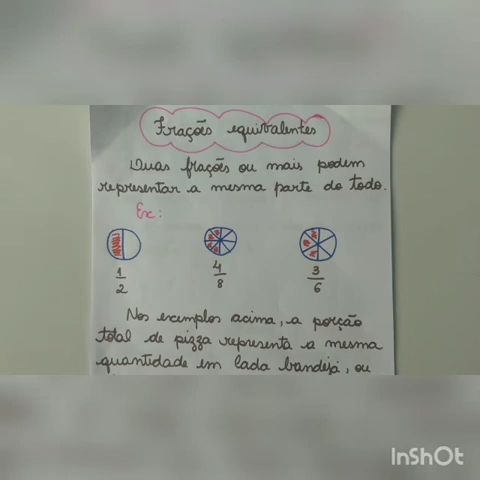 Frações equivalentes
Duas frações ou mais podem
representar a mesma parte do todo.
Ex:
1/2 4/8 3/6
Nos exemplos acima, a porção
total de pizza representa a mesma
quantidade em cada bandeja, ou
InShOt